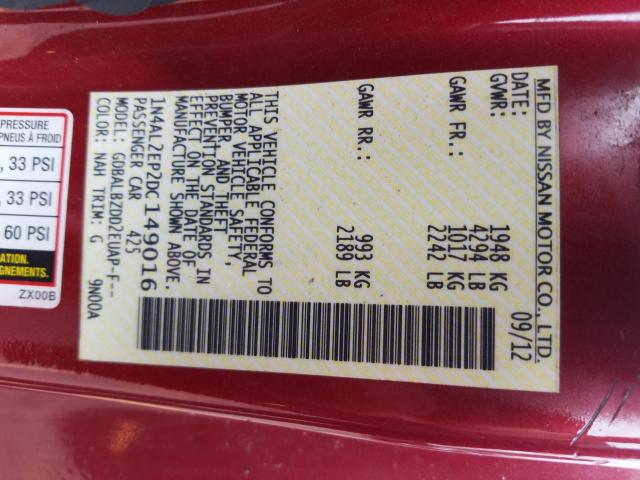 MFD BY NISSAN MOTOR CO., LTD.
DATE: 09/12
GVWR: 1948 KG
4294 LB
GAWR FR.: 1017 KG
2242 LB
GAWR RR.: 993 KG
2189 LB
THIS VEHICLE CONFORMS TO
ALL APPLICABLE FEDERAL
MOTOR VEHICLE SAFETY,
BUMPER, AND THEFT
PREVENTION STANDARDS IN
EFFECT ON THE DATE OF
MANUFACTURE SHOWN ABOVE.
1N4AL2EP2DC149016
PASSENGER CAR 425
MODEL: GDBALBZDD2EUAP-F--
COLOR: NAH TRIM: G 9N00A
PRESSURE
PNEUS À FROID
, 33 PSI
, 33 PSI
60 PSI
ATION.
IGNEMENTS.
ZX00B